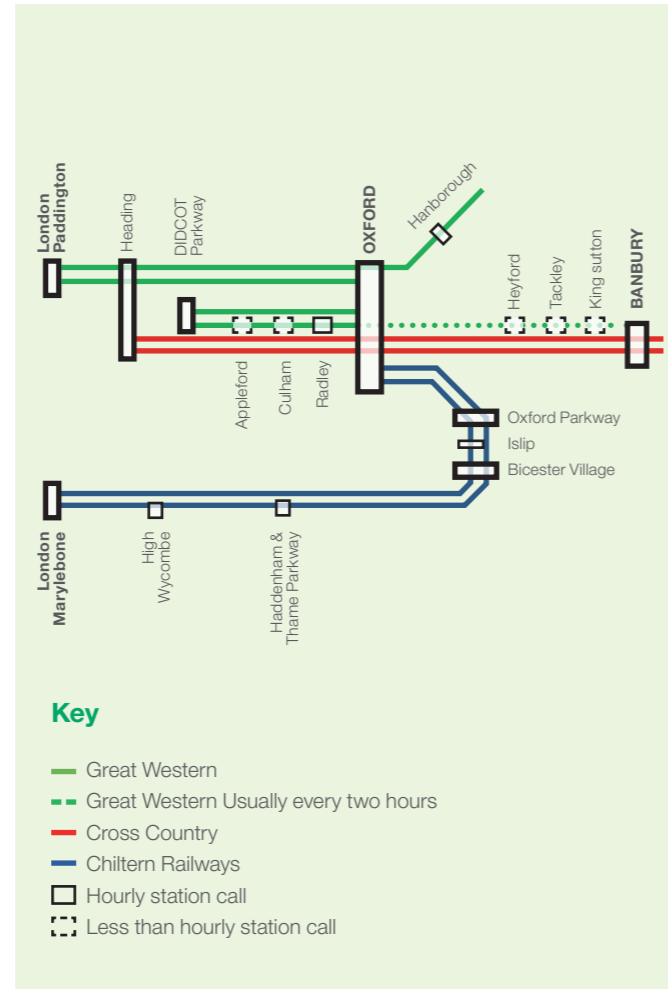 London
Paddington
Heading
DIDCOT
Parkway
OXFORD
Hanborough
Heyford
Tackley
King sutton
BANBURY
Appleford
Culham
Radley
Oxford Parkway
Islip
Bicester Village
London
Marylebone
High
Wycombe
Haddenham &
Thame Parkway
Key
Great Western
Great Western Usually every two hours
Cross Country
Chiltern Railways
Hourly station call
Less than hourly station call